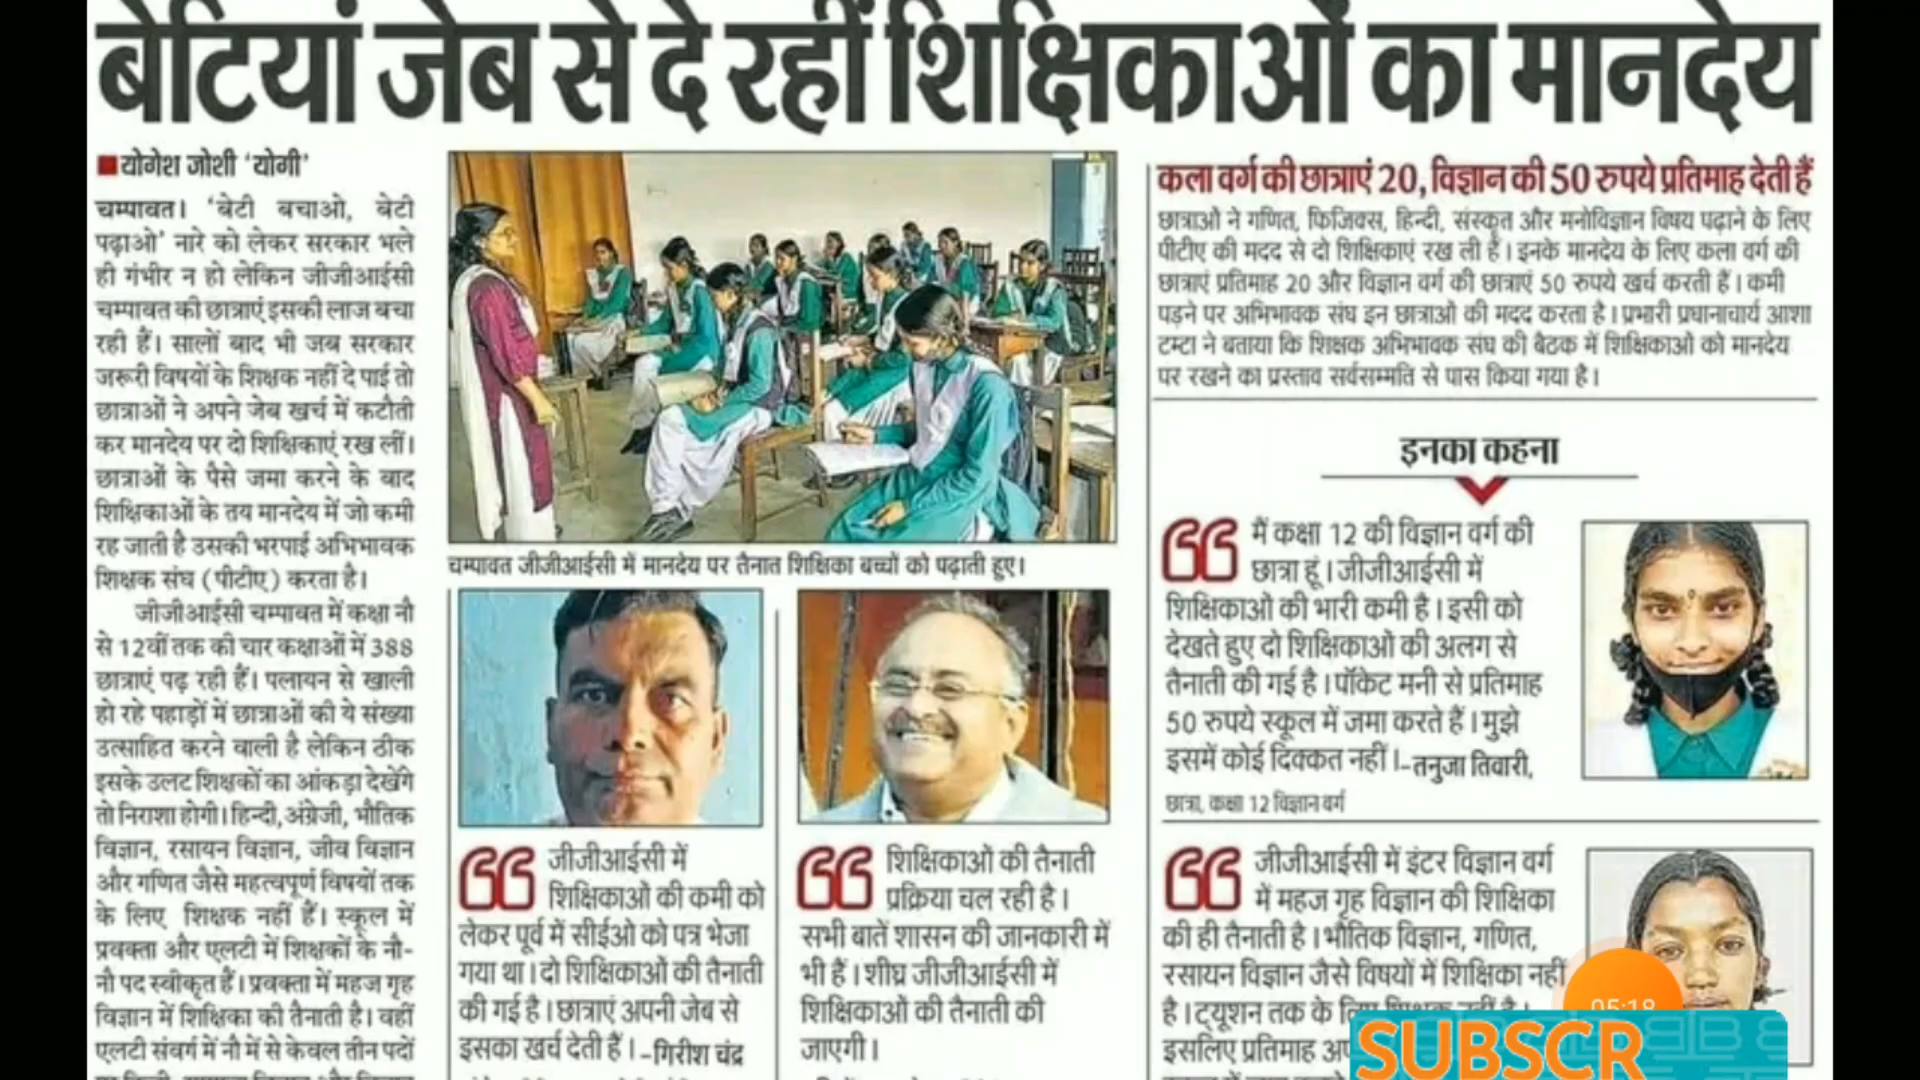 बेटियां जेब से दे रहीं शिक्षिकाओं का मानदेय
योगेश जोशी ‘योगी’
चम्पावत। ‘बेटी बचाओ, बेटी
पढ़ाओ’ नारे को लेकर सरकार भले
ही गंभीर न हो लेकिन जीजीआईसी
चम्पावत की छात्राएं इसकी लाज बचा
रही हैं। सालों बाद भी जब सरकार
जरूरी विषयों के शिक्षक नहीं दे पाई तो
छात्राओं ने अपने जेब खर्च में कटौती
कर मानदेय पर दो शिक्षिकाएं रख लीं।
छात्राओं के पैसे जमा करने के बाद
शिक्षिकाओं के तय मानदेय में जो कमी
रह जाती है उसकी भरपाई अभिभावक
शिक्षक संघ (पीटीए) करता है।
जीजीआईसी चम्पावत में कक्षा नौ
से 12वीं तक की चार कक्षाओं में 388
छात्राएं पढ़ रही हैं। पलायन से खाली
हो रहे पहाड़ों में छात्राओं की ये संख्या
उत्साहित करने वाली है लेकिन ठीक
इसके उलट शिक्षकों का आंकड़ा देखेंगे
तो निराशा होगी। हिन्दी, अंग्रेजी, भौतिक
विज्ञान, रसायन विज्ञान, जीव विज्ञान
और गणित जैसे महत्वपूर्ण विषयों तक
के लिए शिक्षक नहीं हैं। स्कूल में
प्रवक्ता और एलटी में शिक्षकों के नौ-
नौ पद स्वीकृत हैं। प्रवक्ता में महज गृह
विज्ञान में शिक्षिका की तैनाती है। वहीं
एलटी संवर्ग में नौ में से केवल तीन पदों
चम्पावत जीजीआईसी में मानदेय पर तैनात शिक्षिका बच्चों को पढ़ाती हुए।
जीजीआईसी में
शिक्षिकाओं की कमी को
लेकर पूर्व में सीईओ को पत्र भेजा
गया था। दो शिक्षिकाओं की तैनाती
की गई है। छात्राएं अपनी जेब से
इसका खर्च देती हैं। -गिरीश चंद्र
शिक्षिकाओं की तैनाती
प्रक्रिया चल रही है।
सभी बातें शासन की जानकारी में
भी हैं। शीघ्र जीजीआईसी में
शिक्षिकाओं की तैनाती की
जाएगी।
कला वर्ग की छात्राएं 20, विज्ञान की 50 रुपये प्रतिमाह देती हैं
छात्राओं ने गणित, फिजिक्स, हिन्दी, संस्कृत और मनोविज्ञान विषय पढ़ाने के लिए
पीटीए की मदद से दो शिक्षिकाएं रख ली हैं। इनके मानदेय के लिए कला वर्ग की
छात्राएं प्रतिमाह 20 और विज्ञान वर्ग की छात्राएं 50 रुपये खर्च करती हैं। कमी
पड़ने पर अभिभावक संघ इन छात्राओं की मदद करता है। प्रभारी प्रधानाचार्य आशा
टम्टा ने बताया कि शिक्षक अभिभावक संघ की बैठक में शिक्षिकाओं को मानदेय
पर रखने का प्रस्ताव सर्वसम्मति से पास किया गया है।
इनका कहना
मैं कक्षा 12 की विज्ञान वर्ग की
छात्रा हूं। जीजीआईसी में
शिक्षिकाओं की भारी कमी है। इसी को
देखते हुए दो शिक्षिकाओं की अलग से
तैनाती की गई है। पॉकेट मनी से प्रतिमाह
50 रुपये स्कूल में जमा करते हैं। मुझे
इसमें कोई दिक्कत नहीं। -तनुजा तिवारी,
छात्रा, कक्षा 12 विज्ञान वर्ग
जीजीआईसी में इंटर विज्ञान वर्ग
में महज गृह विज्ञान की शिक्षिका
की ही तैनाती है। भौतिक विज्ञान, गणित,
रसायन विज्ञान जैसे विषयों में शिक्षिका नहीं
है। ट्यूशन तक के लिए
इसलिए प्रतिमाह
05:18
SUBSCR